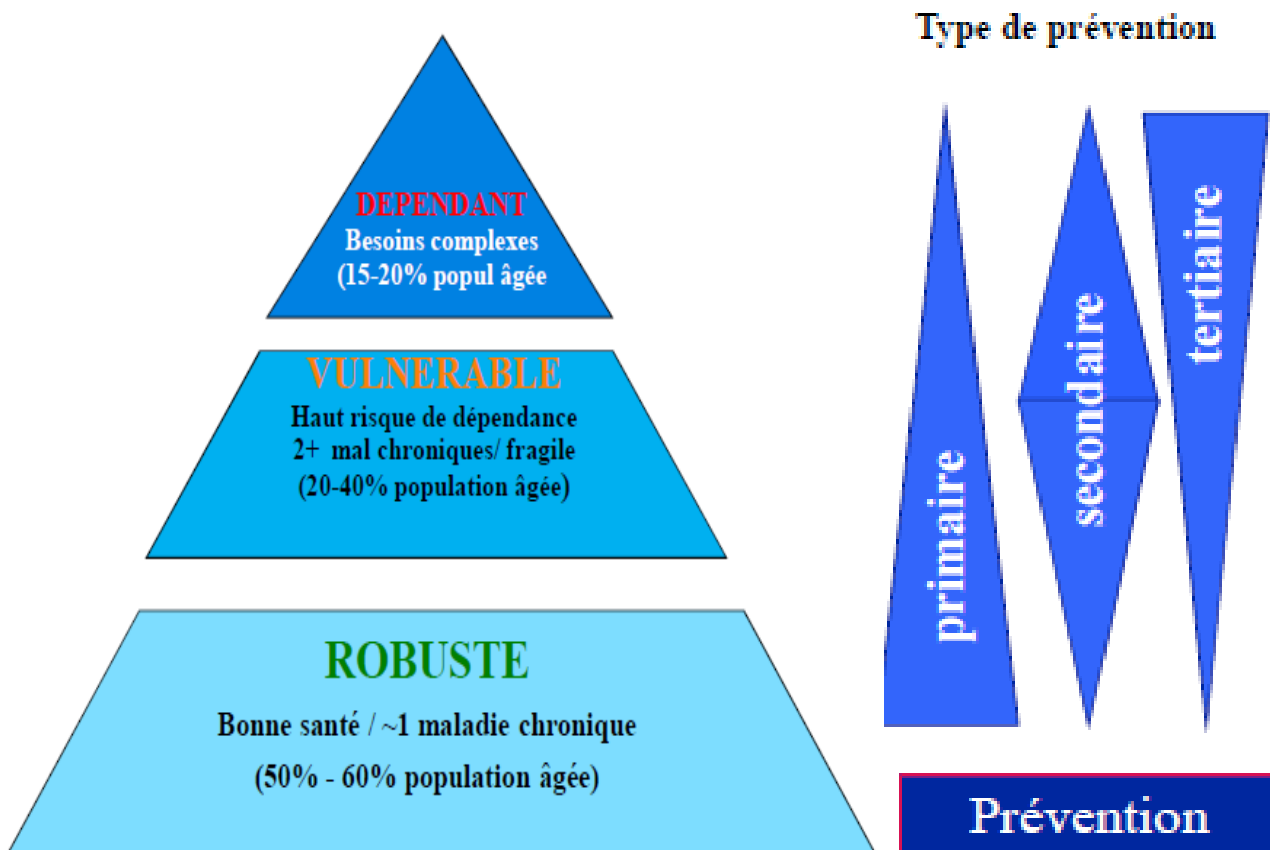 Type de prévention
DEPENDANT
Besoins complexes
(15-20% popul âgée
VULNERABLE
Haut risque de dépendance
2+ mal chroniques/ fragile
(20-40% population âgée)
ROBUSTE
Bonne santé / ~1 maladie chronique
(50% - 60% population âgée)
primaire
secondaire
tertiaire
Prévention